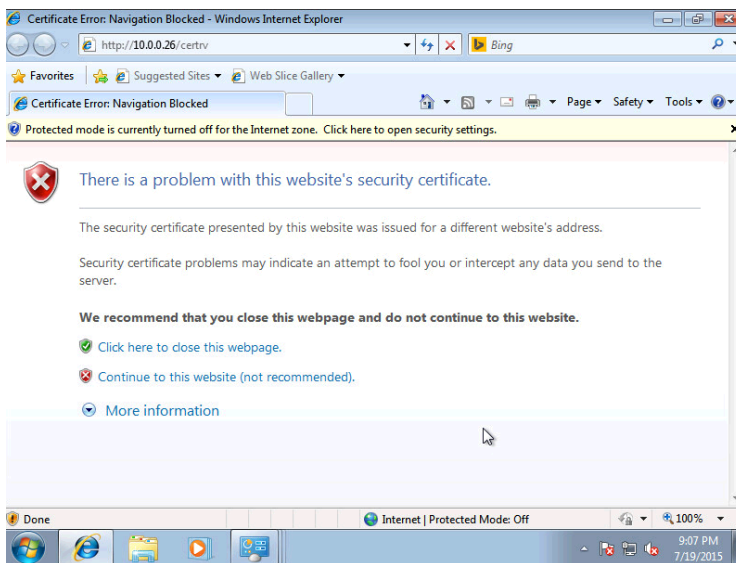 Certificate Error: Navigation Blocked - Windows Internet Explorer
http://10.0.0.26/certrv
Bing
Favorites Suggested Sites Web Slice Gallery
Certificate Error: Navigation Blocked
Page Safety Tools
Protected mode is currently turned off for the Internet zone. Click here to open security settings.
There is a problem with this website's security certificate.
The security certificate presented by this website was issued for a different website's address.
Security certificate problems may indicate an attempt to fool you or intercept any data you send to the
server.
We recommend that you close this webpage and do not continue to this website.
Click here to close this webpage.
Continue to this website (not recommended).
More information
Done
Internet | Protected Mode: Off
100%
9:07 PM
7/19/2015